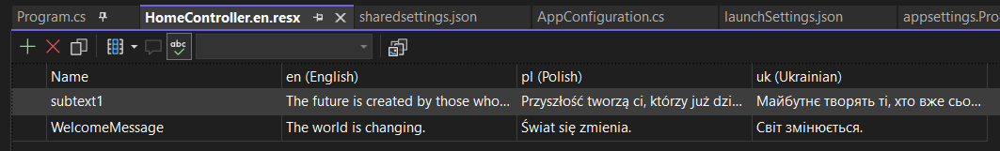 Program.cs HomeController.en.resx sharedsettings.json AppConfiguration.cs launchSettings.json appsettings.Pro
abc
Name en (English) pl (Polish) uk (Ukrainian)
subtext1 The future is created by those who... Przyszłość tworzą ci, którzy już dzi... Майбутнє творять ті, хто вже сьо...
WelcomeMessage The world is changing. Świat się zmienia. Світ змінюється.